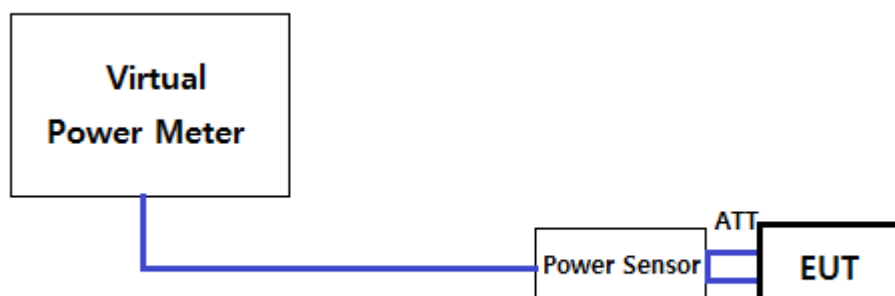 Virtual
Power Meter
ATT
Power Sensor
EUT